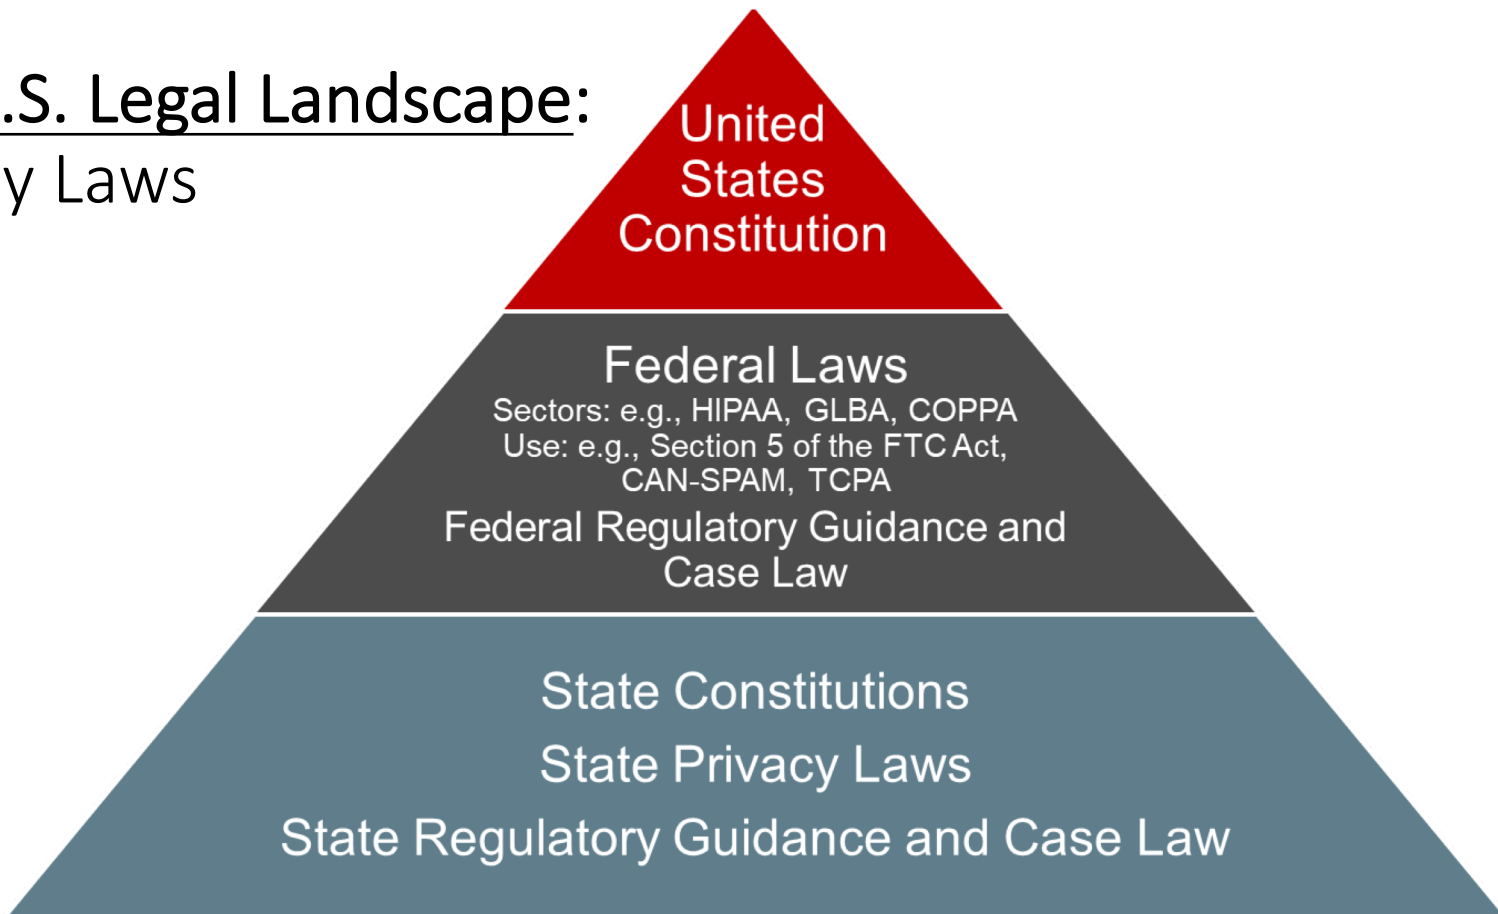 .S. Legal Landscape:
y Laws
United
States
Constitution
Federal Laws
Sectors: e.g., HIPAA, GLBA, COPPA
Use: e.g., Section 5 of the FTC Act,
CAN-SPAM, TCPA
Federal Regulatory Guidance and
Case Law
State Constitutions
State Privacy Laws
State Regulatory Guidance and Case Law